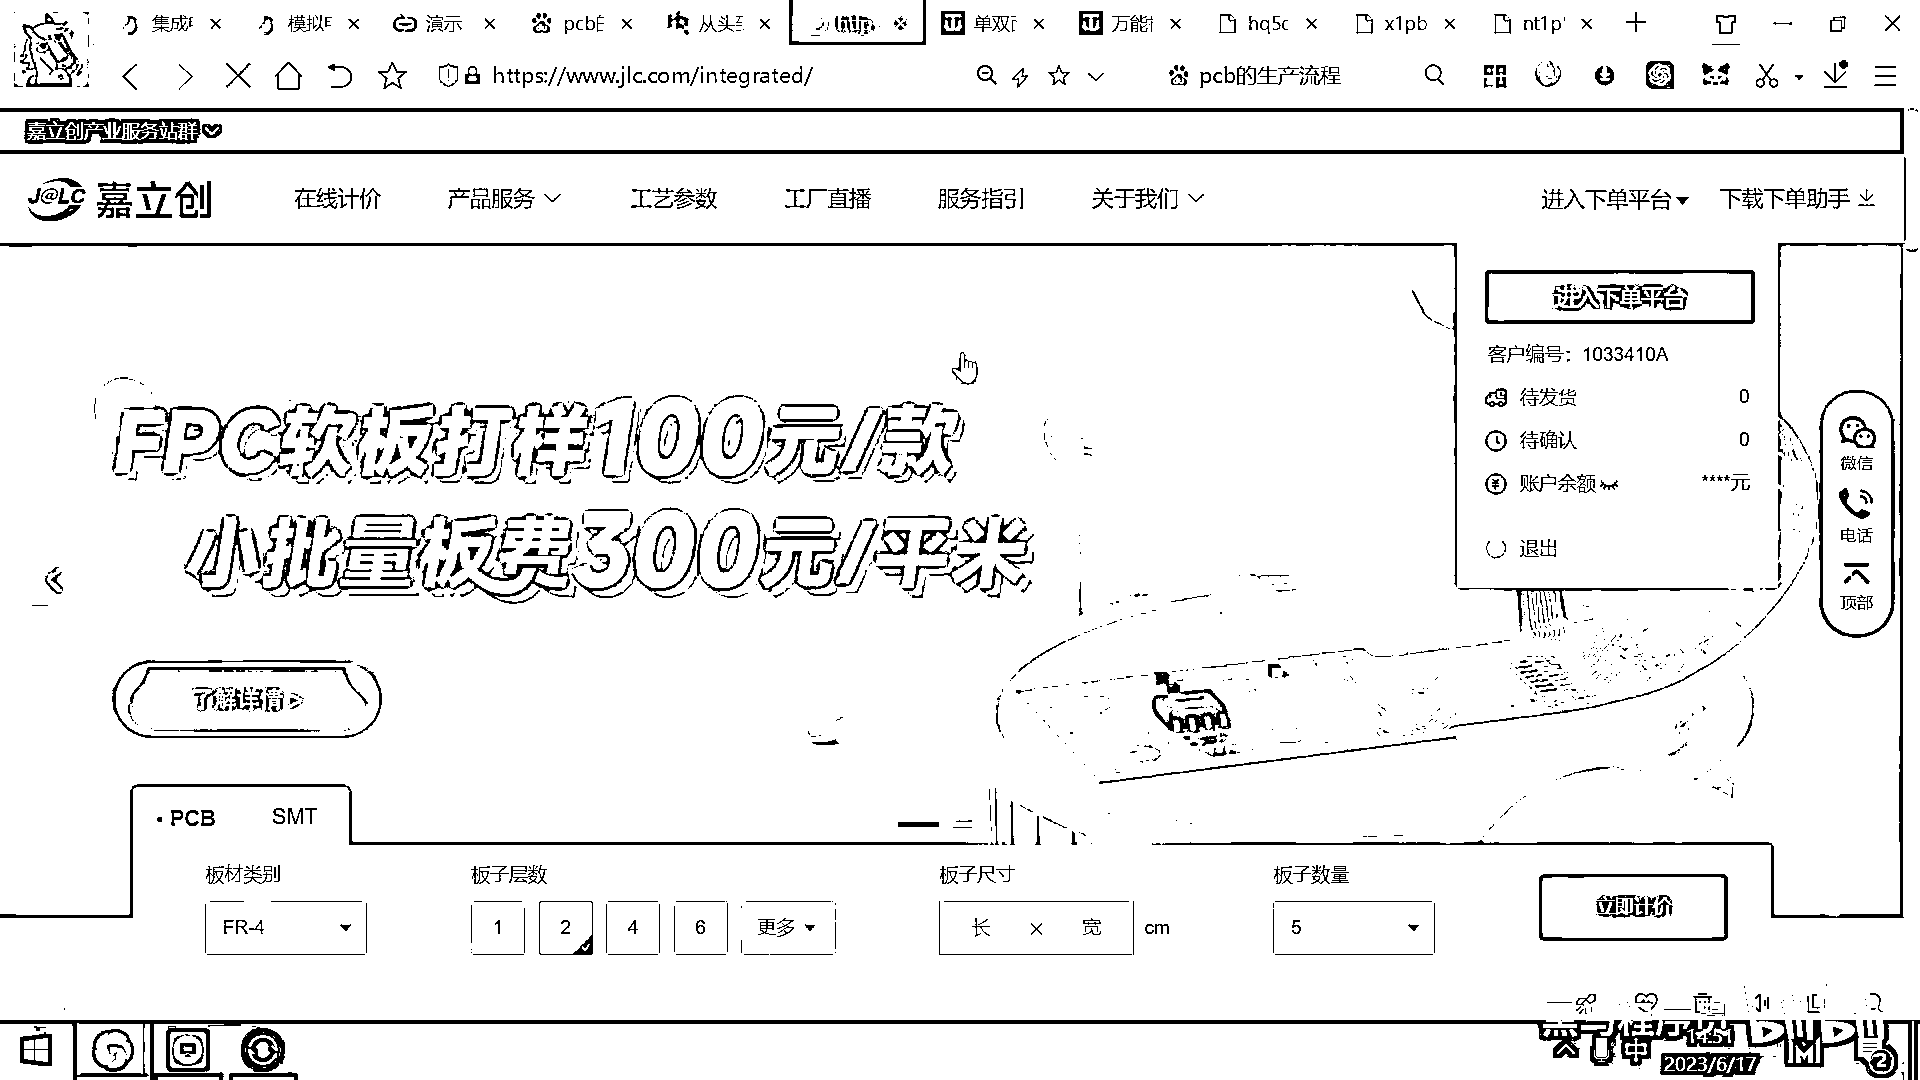 集成 模拟 演示 pcb 从头 http. 单双 万能 hq5c x1pb nt1p
https://www.jlc.com/integrated/ pcb的生产流程
嘉立创产业服务站群
J@LC 嘉立创 在线计价 产品服务 工艺参数 工厂直播 服务指引 关于我们 进入下单平台 下载下单助手
进入下单平台
客户编号：1033410A
待发货 0
待确认 0
账户余额 ****元
退出
微信
电话
顶部
FPC软板打样100元/款
小批量板费300元/平米
了解详情
PCB SMT
板材类别 板子层数 板子尺寸 板子数量
FR-4 1 2 4 6 更多 长 × 宽 cm 5 立即计价
中 14:51
2023/6/17 2